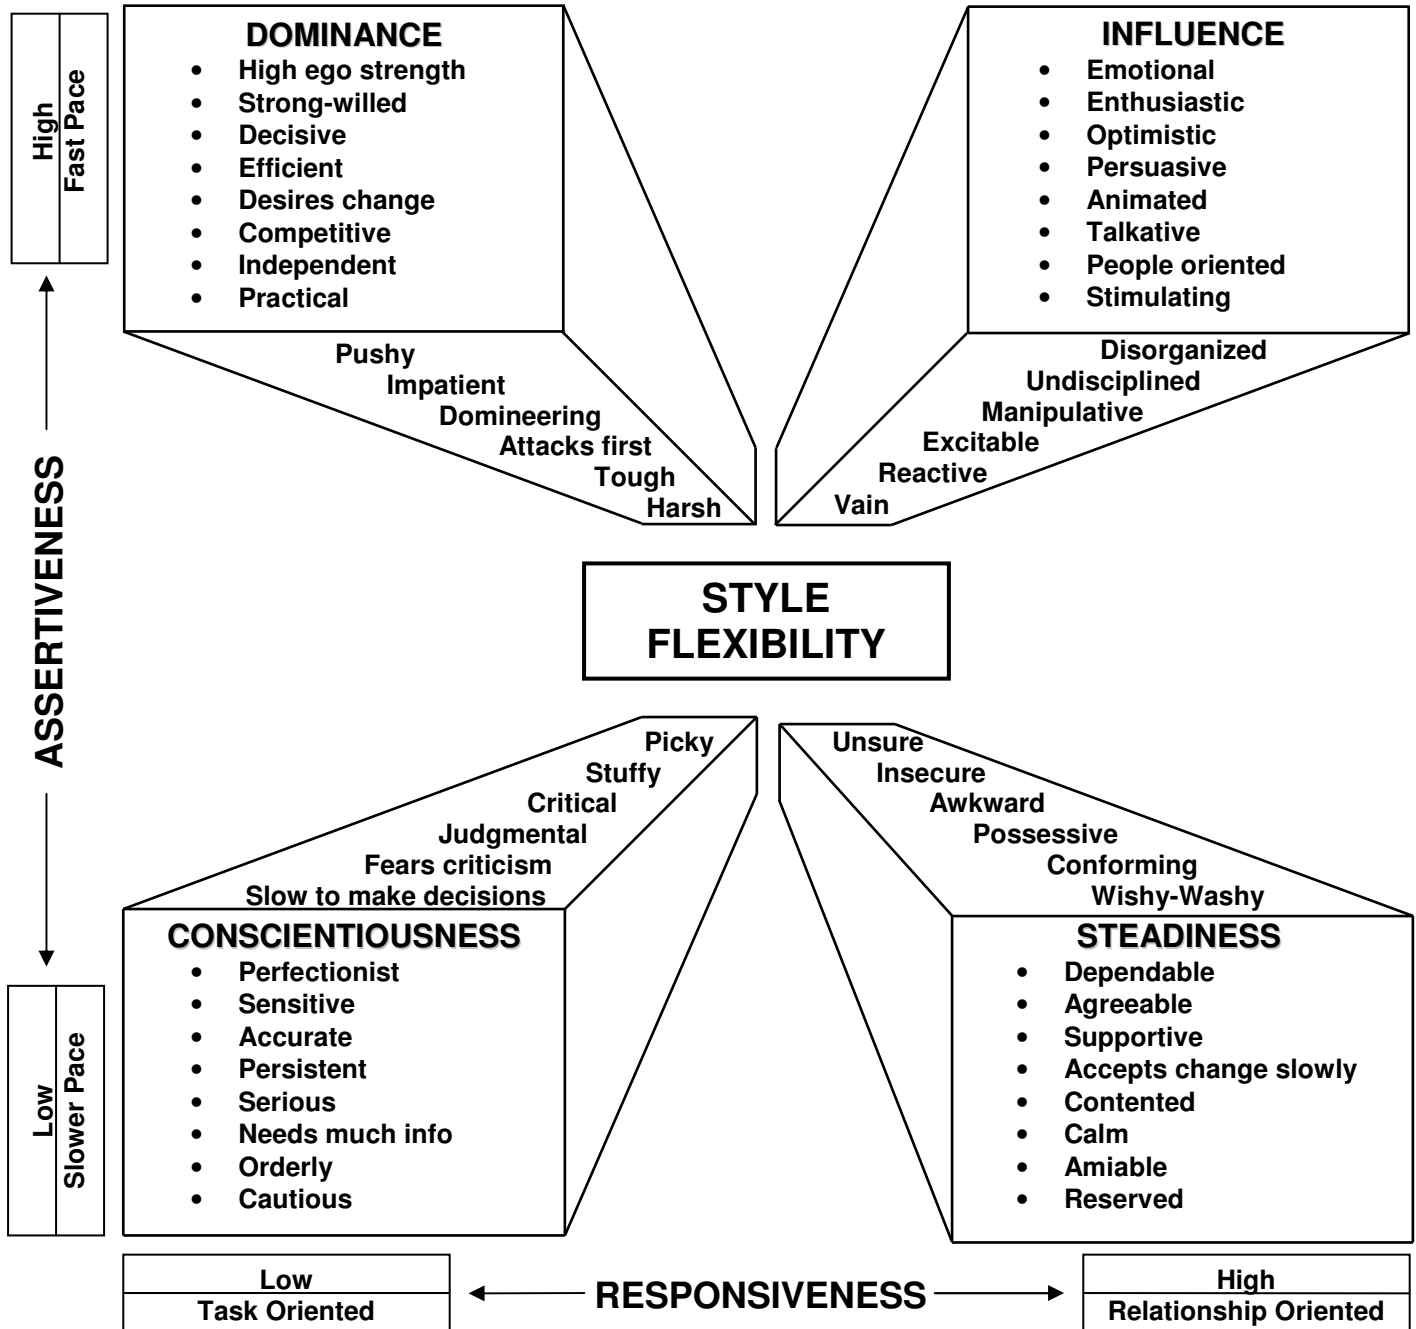 High
Fast Pace
DOMINANCE
• High ego strength
• Strong-willed
• Decisive
• Efficient
• Desires change
• Competitive
• Independent
• Practical
Pushy
Impatient
Domineering
Attacks first
Tough
Harsh
INFLUENCE
• Emotional
• Enthusiastic
• Optimistic
• Persuasive
• Animated
• Talkative
• People oriented
• Stimulating
Disorganized
Undisciplined
Manipulative
Excitable
Reactive
Vain
ASSERTIVENESS
STYLE
FLEXIBILITY
Picky
Stuffy
Critical
Judgmental
Fears criticism
Slow to make decisions
CONSCIENTIOUSNESS
• Perfectionist
• Sensitive
• Accurate
• Persistent
• Serious
• Needs much info
• Orderly
• Cautious
Unsure
Insecure
Awkward
Possessive
Conforming
Wishy-Washy
STEADINESS
• Dependable
• Agreeable
• Supportive
• Accepts change slowly
• Contented
• Calm
• Amiable
• Reserved
Low
Slower Pace
Low
Task Oriented
RESPONSIVENESS
High
Relationship Oriented